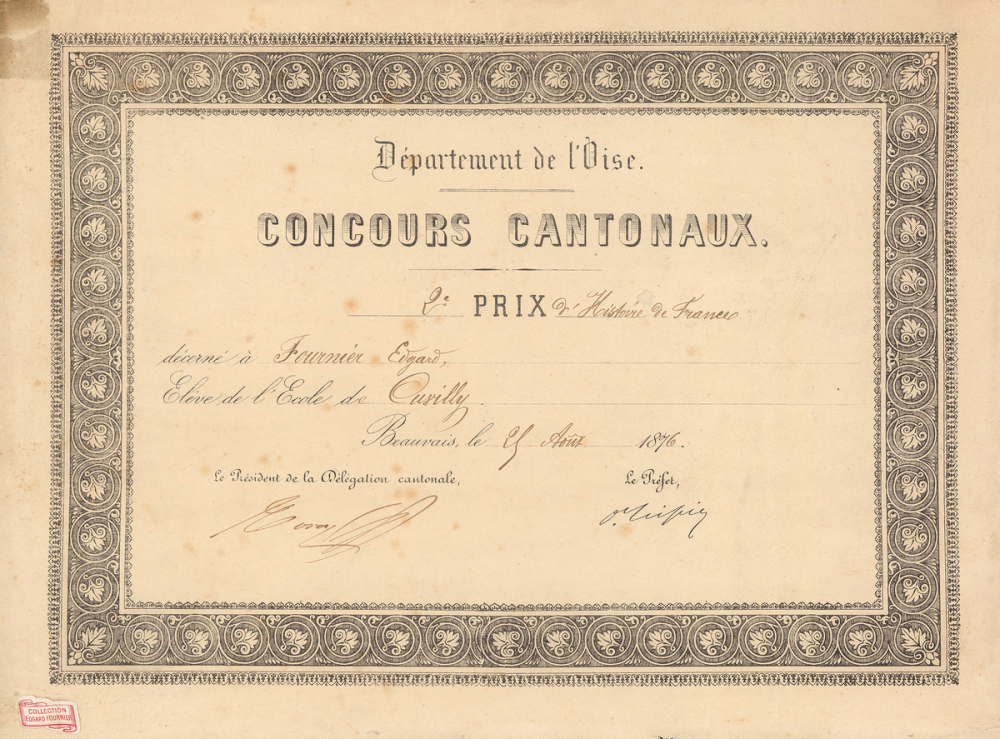 Département de l'Oise.
CONCOURS CANTONAUX.
2e PRIX d'Histoire de France
décerné à Fournier Edgard,
Elève de l'Ecole de Cuvilly.
Beauvais, le 25 Août 1876.
Le Président de la Délégation cantonale, Le Préfet,
COLLECTION
EDGARD FOURNIER